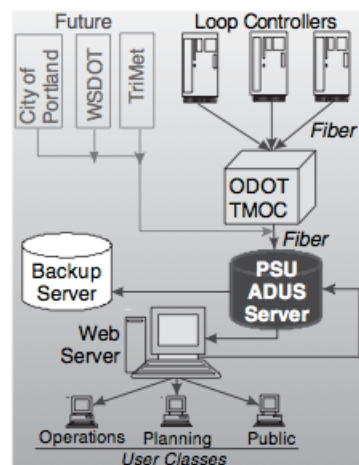 Future
Loop Controllers
City of
Portland
WSDOT
TriMet
Fiber
ODOT
TMOC
Fiber
Backup
Server
PSU
ADUS
Server
Web
Server
Operations
Planning
Public
User Classes